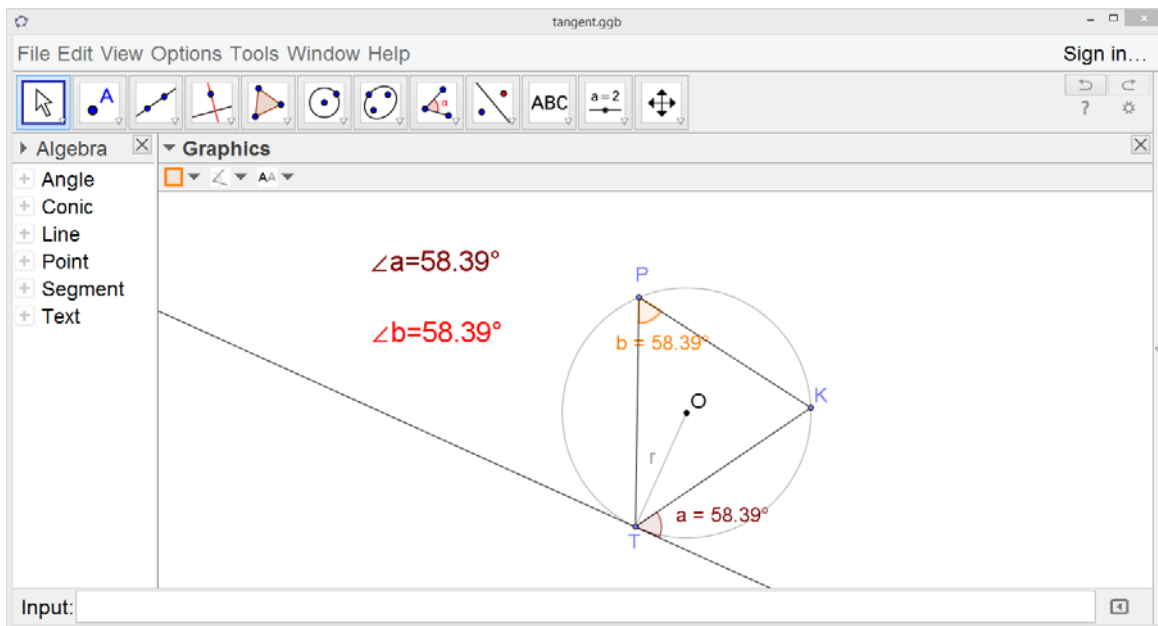 tangent.ggb
File Edit View Options Tools Window Help
Sign in...
A
α
ABC
a=2
?
Algebra
Graphics
AA
Angle
Conic
Line
Point
Segment
Text
∠a=58.39°
∠b=58.39°
P
b = 58.39°
O
K
r
a = 58.39°
T
Input: